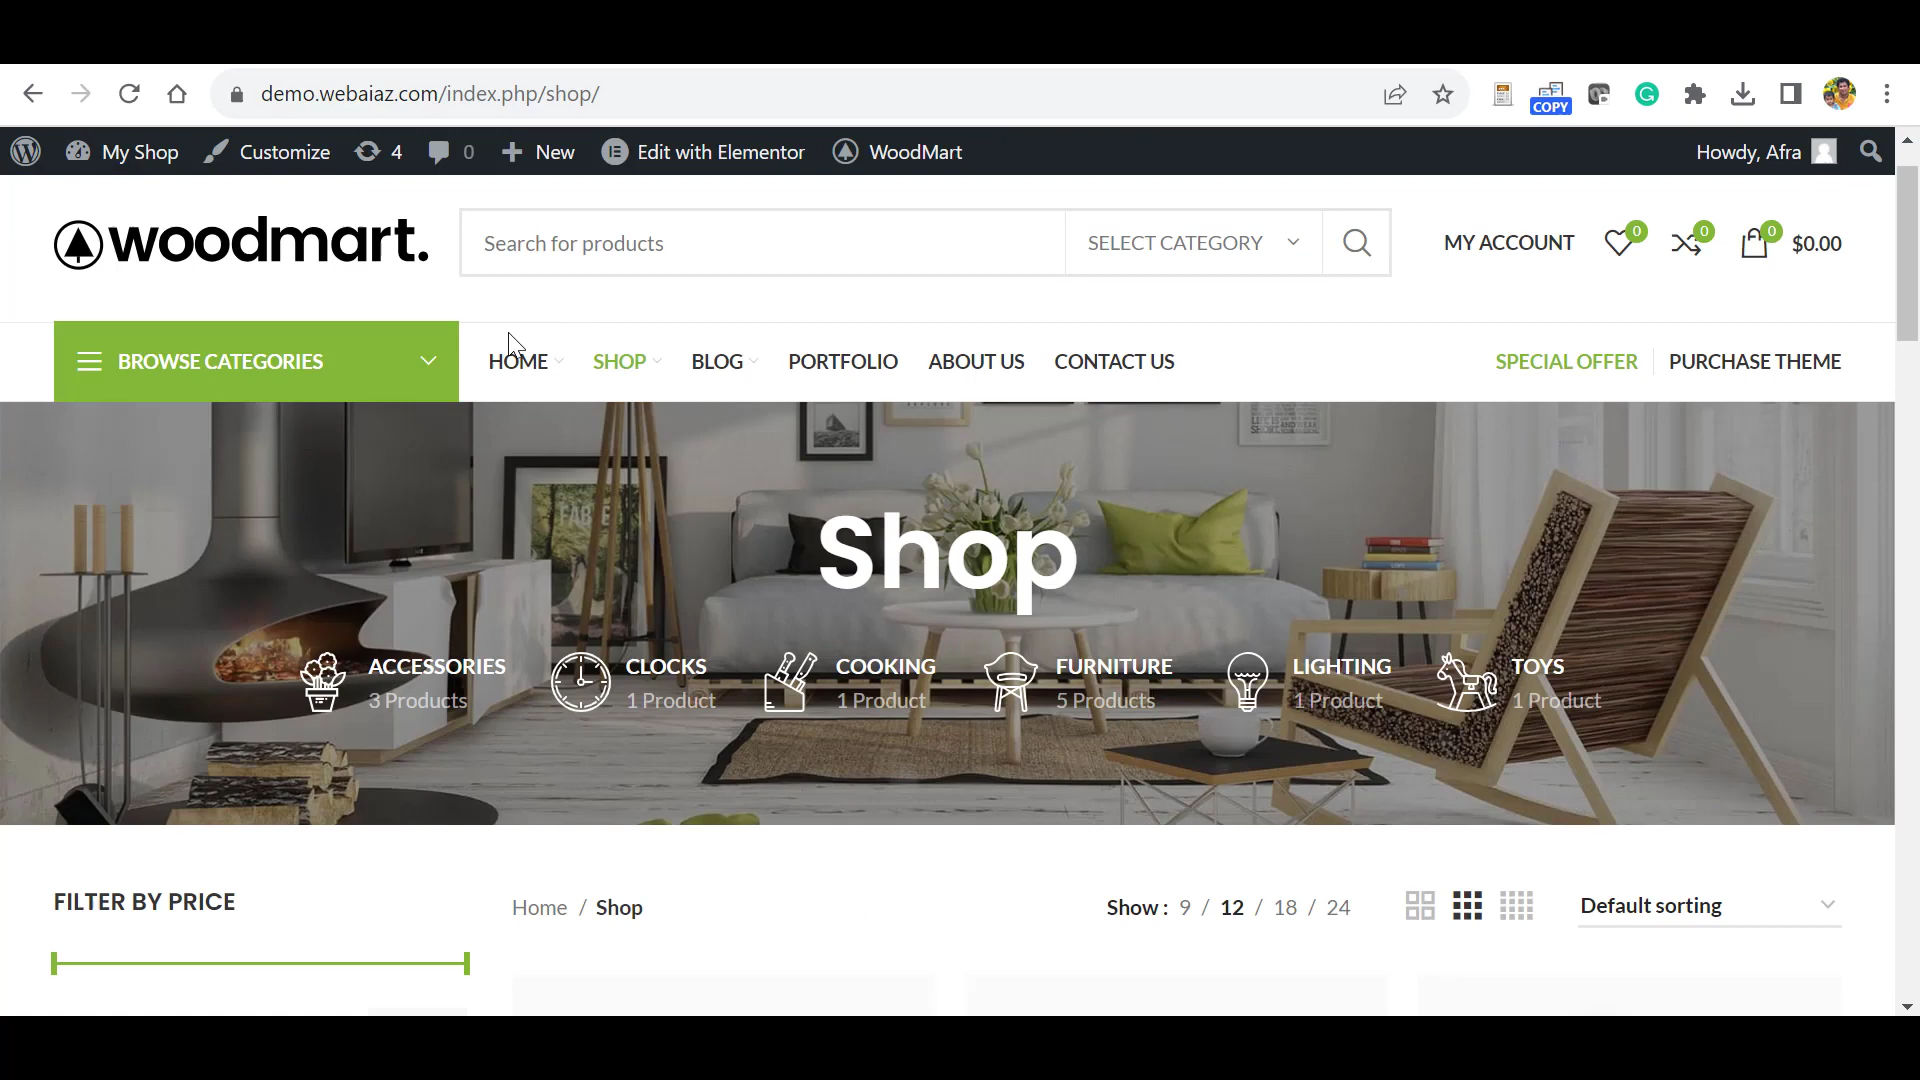 demo.webaiaz.com/index.php/shop/
COPY
My Shop Customize 4 0 New Edit with Elementor WoodMart Howdy, Afra
woodmart. Search for products SELECT CATEGORY MY ACCOUNT 0 0 0 $0.00
BROWSE CATEGORIES HOME SHOP BLOG PORTFOLIO ABOUT US CONTACT US SPECIAL OFFER PURCHASE THEME
Shop
ACCESSORIES CLOCKS COOKING FURNITURE LIGHTING TOYS
3 Products 1 Product 1 Product 5 Products 1 Product 1 Product
FILTER BY PRICE Home / Shop Show : 9 / 12 / 18 / 24 Default sorting